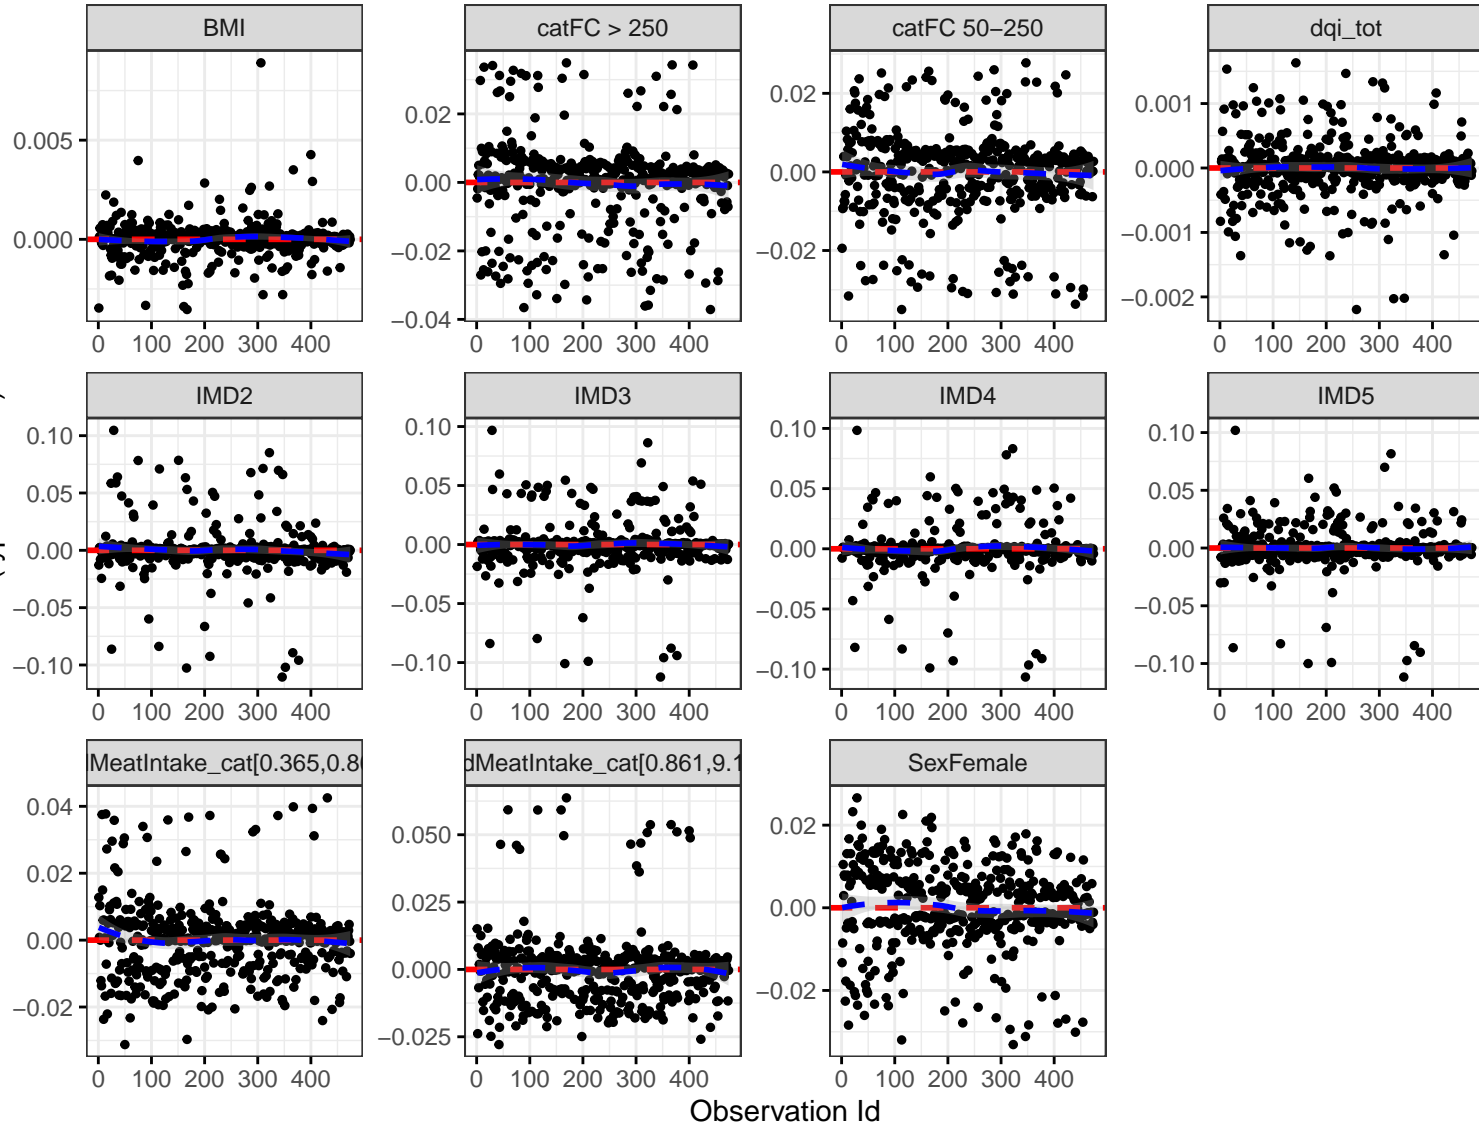 BMI
catFC > 250
catFC 50−250
dqi_tot
0.005
0.000
0.02
0.00
−0.02
−0.04
0.02
0.00
−0.02
0.001
0.000
−0.001
−0.002
0 100 200 300 400
0 100 200 300 400
0 100 200 300 400
0 100 200 300 400
IMD2
IMD3
IMD4
IMD5
0.10
0.05
0.00
−0.05
−0.10
0.10
0.05
0.00
−0.05
−0.10
0.10
0.05
0.00
−0.05
−0.10
0.10
0.05
0.00
−0.05
−0.10
0 100 200 300 400
0 100 200 300 400
0 100 200 300 400
0 100 200 300 400
MeatIntake_cat[0.365,0.8
dMeatIntake_cat[0.861,9.1
SexFemale
0.04
0.02
0.00
−0.02
0.050
0.025
0.000
−0.025
0.02
0.00
−0.02
0 100 200 300 400
0 100 200 300 400
0 100 200 300 400
Observation Id